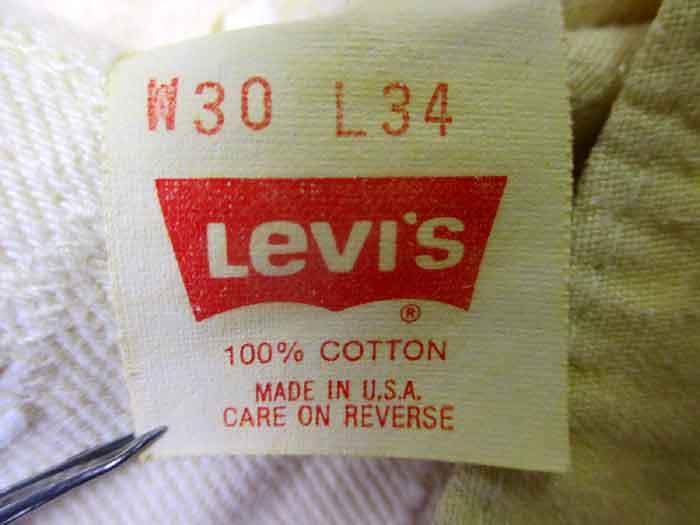 W30 L34
Levi's
®
100% COTTON
MADE IN U.S.A.
CARE ON REVERSE